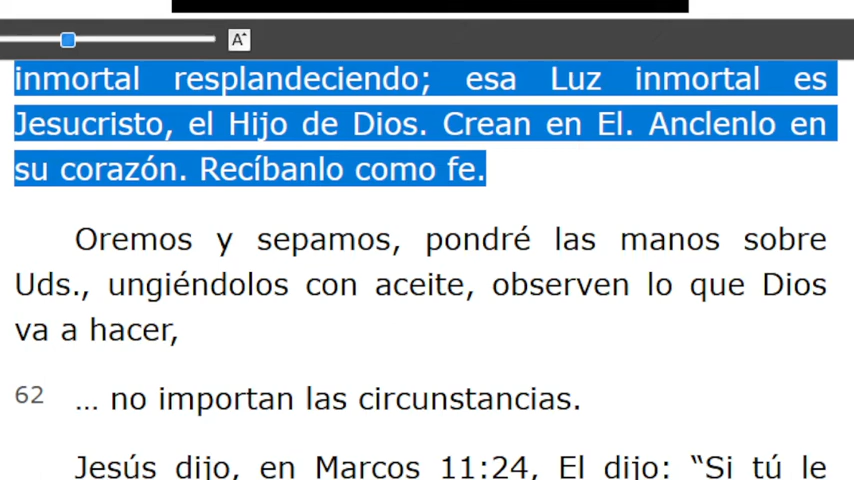 A
inmortal resplandeciendo; esa Luz inmortal es
Jesucristo, el Hijo de Dios. Crean en El. Anclenlo en
su corazón. Recíbanlo como fe.
Oremos y sepamos, pondré las manos sobre
Uds., ungiéndolos con aceite, observen lo que Dios
va a hacer,
62 … no importan las circunstancias.
Jesús dijo, en Marcos 11:24, El dijo: “Si tú le